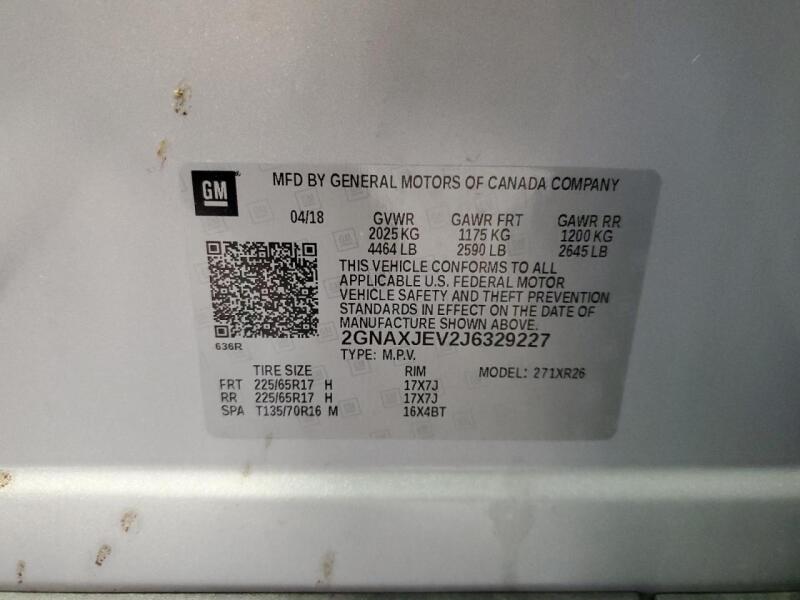 GM
MFD BY GENERAL MOTORS OF CANADA COMPANY
04/18 GVWR GAWR FRT GAWR RR
2025 KG 1175 KG 1200 KG
4464 LB 2590 LB 2645 LB
THIS VEHICLE CONFORMS TO ALL
APPLICABLE U.S. FEDERAL MOTOR
VEHICLE SAFETY AND THEFT PREVENTION
STANDARDS IN EFFECT ON THE DATE OF
MANUFACTURE SHOWN ABOVE.
636R
2GNAXJEV2J6329227
TYPE: M.P.V.
TIRE SIZE RIM MODEL: 271XR26
FRT 225/65R17 H 17X7J
RR 225/65R17 H 17X7J
SPA T135/70R16 M 16X4BT